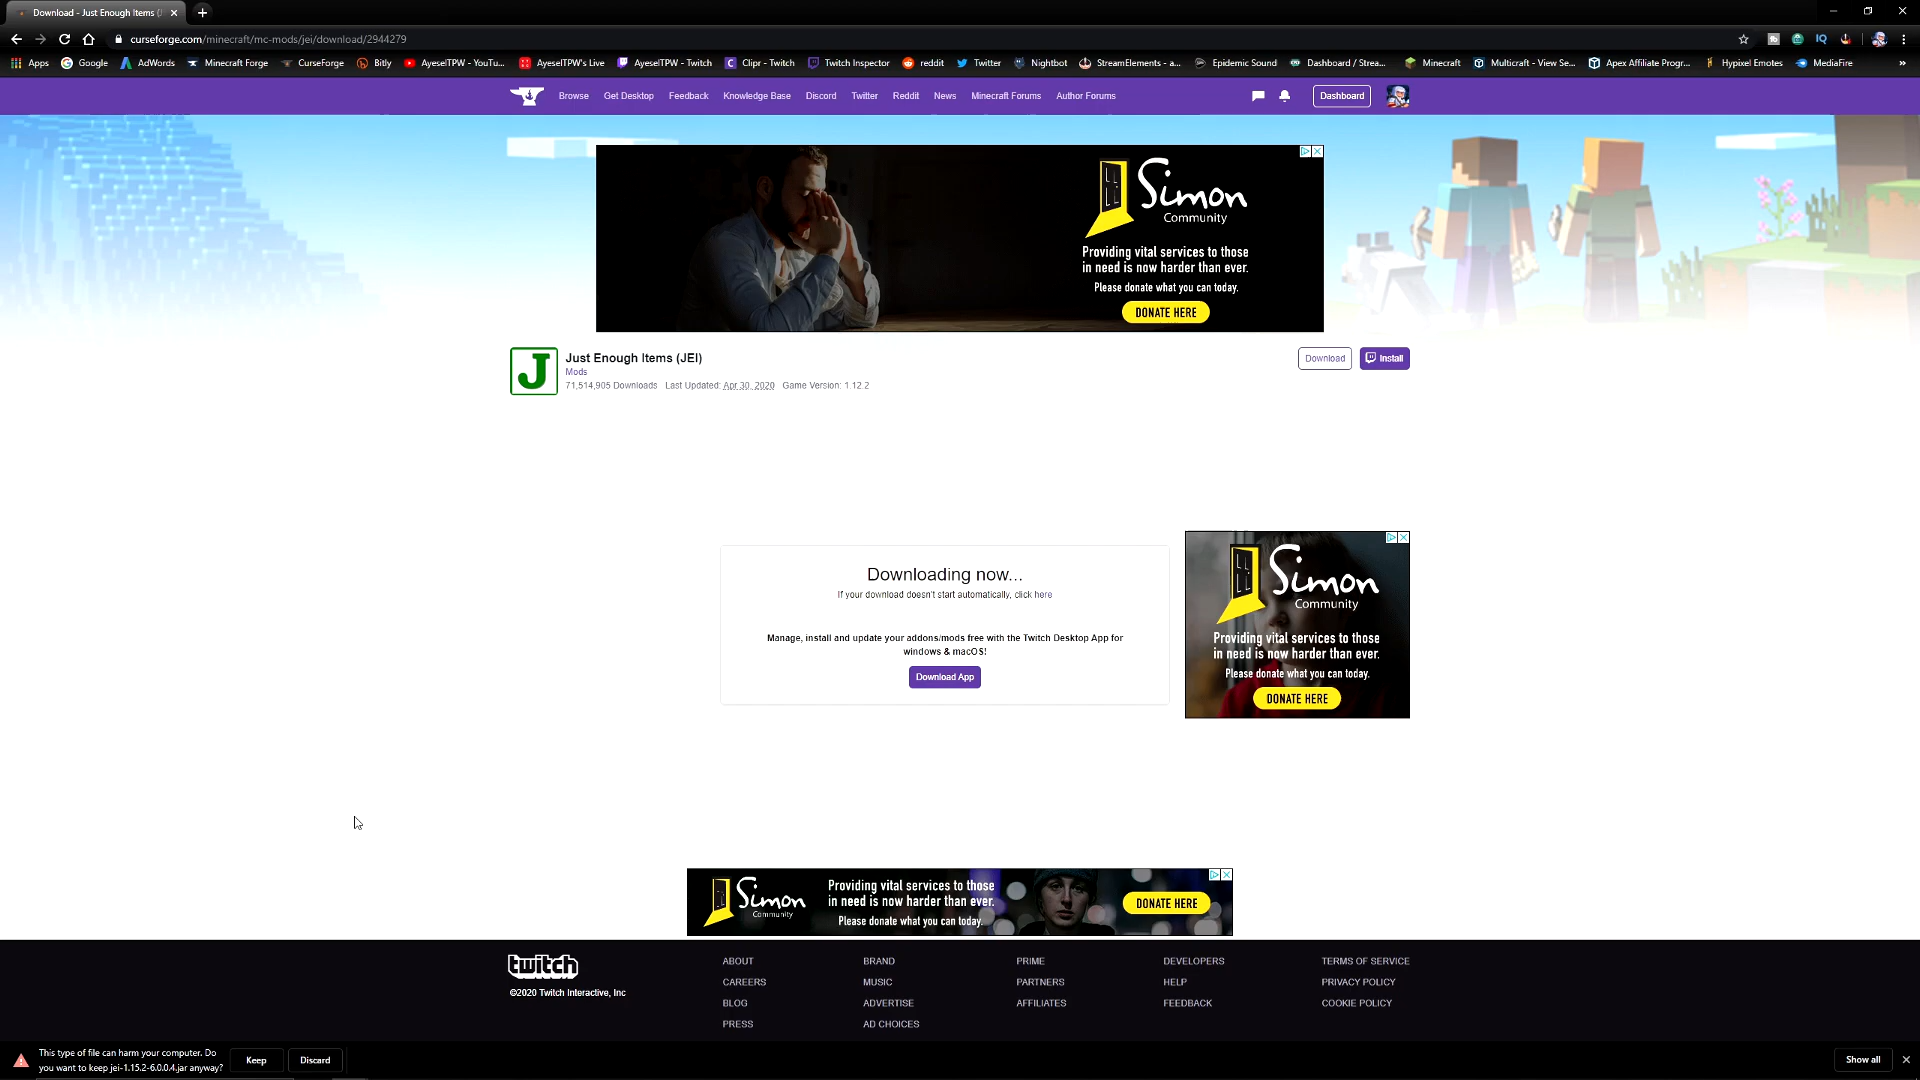 Download - Just Enough Items (J
curseforge.com/minecraft/mc-mods/jei/download/2944279
Apps Google AdWords Minecraft Forge CurseForge Bitly AyeselTPW - YouTu... AyeselTPW's Live AyeselTPW - Twitch Clipr - Twitch Twitch Inspector reddit Twitter Nightbot StreamElements - a... Epidemic Sound Dashboard / Strea... Minecraft Multicraft - View Se... Apex Affiliate Progr... Hypixel Emotes MediaFire
Browse Get Desktop Feedback Knowledge Base Discord Twitter Reddit News Minecraft Forums Author Forums Dashboard
Simon
Community
Providing vital services to those
in need is now harder than ever.
Please donate what you can today.
DONATE HERE
J
Just Enough Items (JEI)
Mods
71,514,905 Downloads Last Updated: Apr 30, 2020 Game Version: 1.12.2
Download Install
Downloading now...
If your download doesn't start automatically, click here
Manage, install and update your addons/mods free with the Twitch Desktop App for
windows & macOS!
Download App
Simon
Community
Providing vital services to those
in need is now harder than ever.
Please donate what you can today.
DONATE HERE
Simon
Community
Providing vital services to those
in need is now harder than ever.
Please donate what you can today.
DONATE HERE
twitch
©2020 Twitch Interactive, Inc
ABOUT
CAREERS
BLOG
PRESS
BRAND
MUSIC
ADVERTISE
AD CHOICES
PRIME
PARTNERS
AFFILIATES
DEVELOPERS
HELP
FEEDBACK
TERMS OF SERVICE
PRIVACY POLICY
COOKIE POLICY
This type of file can harm your computer. Do
you want to keep jei-1.15.2-6.0.0.4.jar anyway?
Keep Discard
Show all